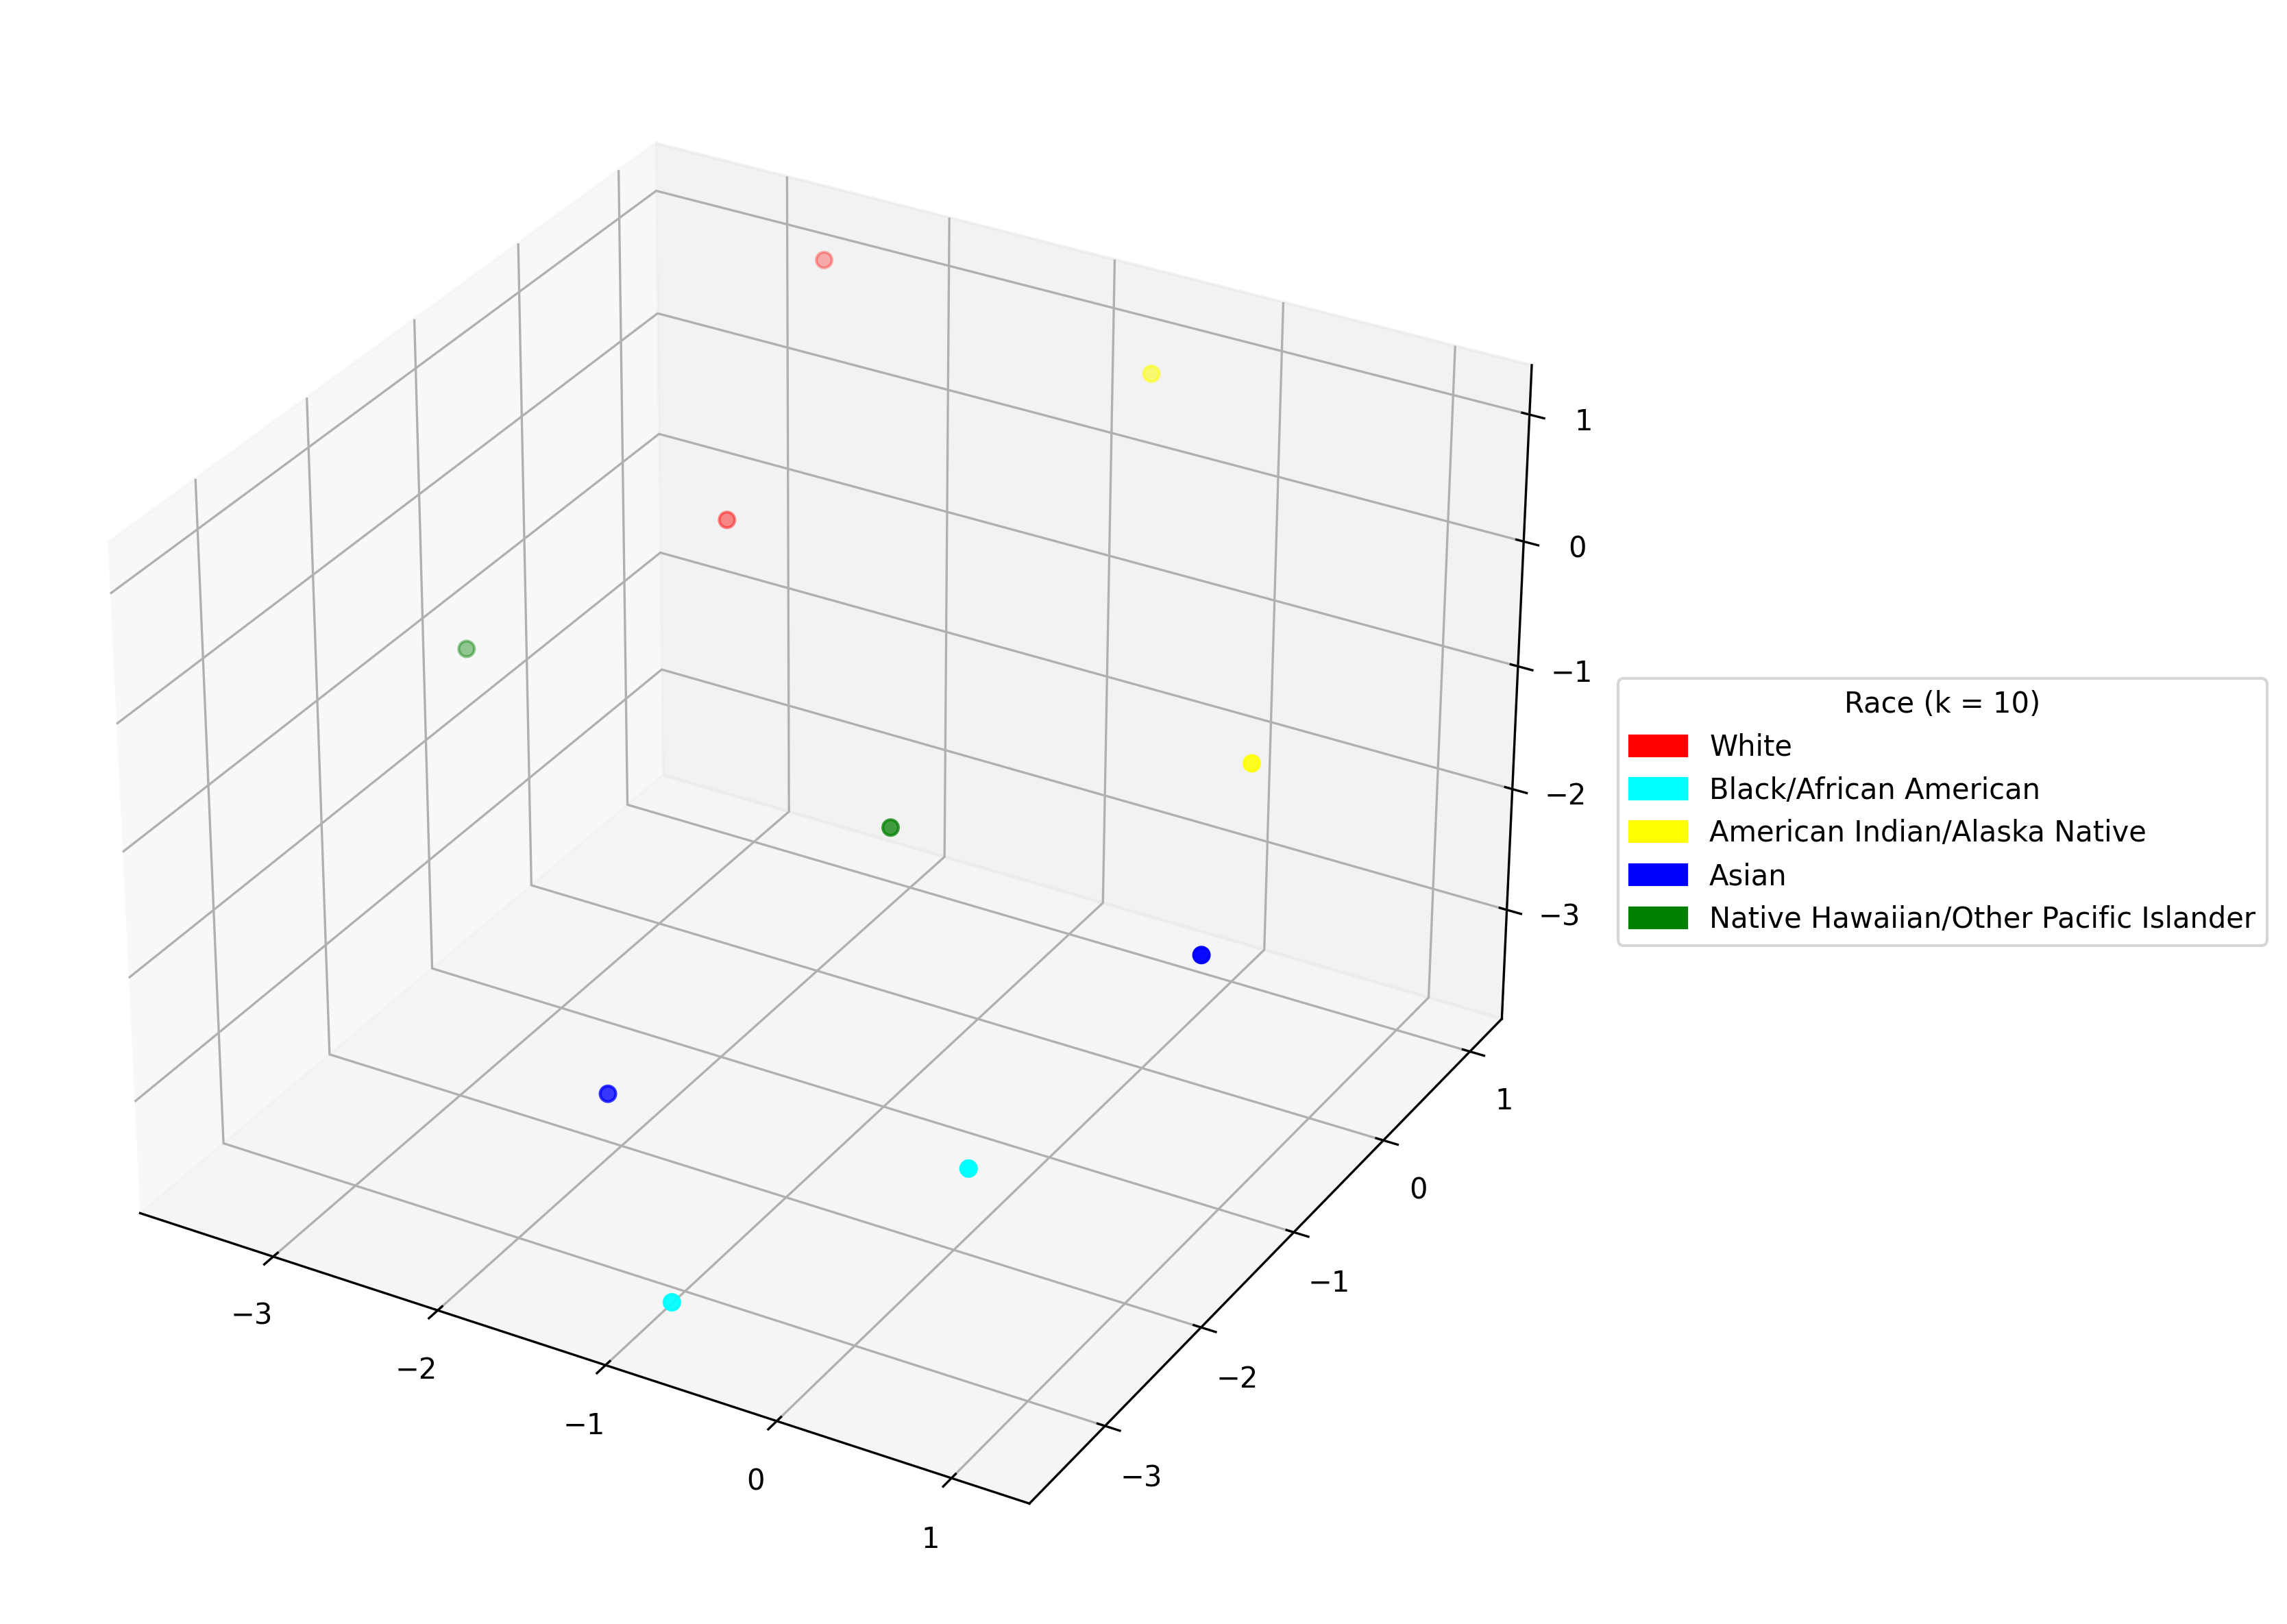 1
0
−1
−2
−3
Race (k = 10)
White
Black/African American
American Indian/Alaska Native
Asian
Native Hawaiian/Other Pacific Islander
1
0
−1
−2
−3
−3
−2
−1
0
1